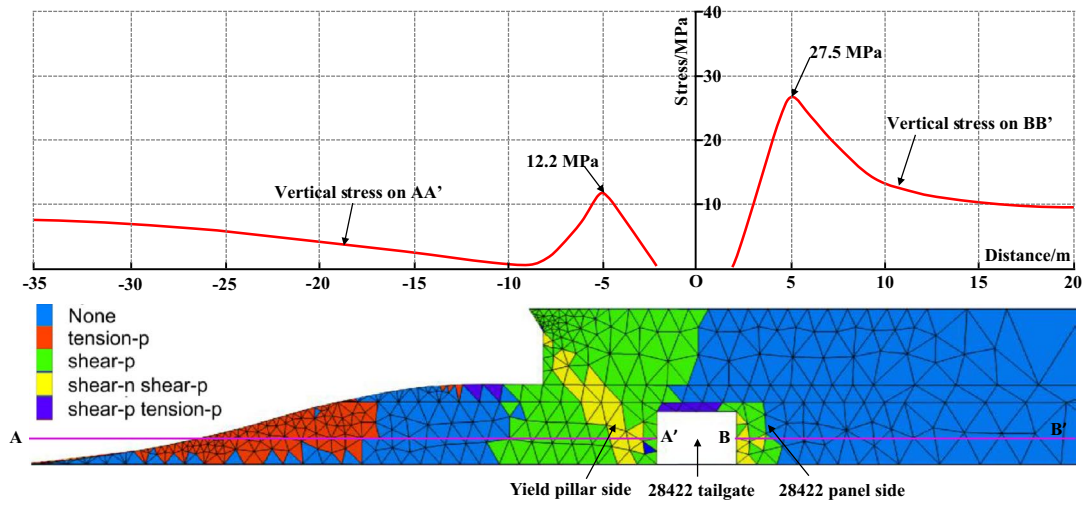 40
Stress/MPa
27.5 MPa
30
Vertical stress on BB’
20
12.2 MPa
Vertical stress on AA’
10
Distance/m
-35 -30 -25 -20 -15 -10 -5 O 5 10 15 20
None
tension-p
shear-p
shear-n shear-p
shear-p tension-p
A A′ B B′
Yield pillar side 28422 tailgate 28422 panel side